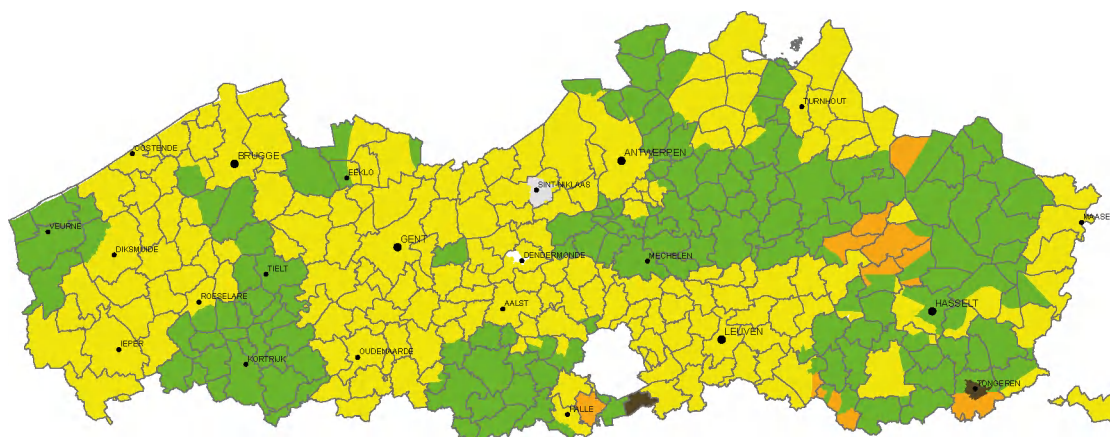 TURNHOUT
OOSTENDE
BRUGGE
ANTWERPEN
EEKLO
SINT-NIKLAAS
MAASE
VEURNE
GENT
DIKSMUIDE
DENDERMONDE
MECHELEN
TIELT
ROESELARE
AALST
HASSELT
LEUVEN
IEPER
OUDENAARDE
KORTRIJK
TONGEREN
HALLE